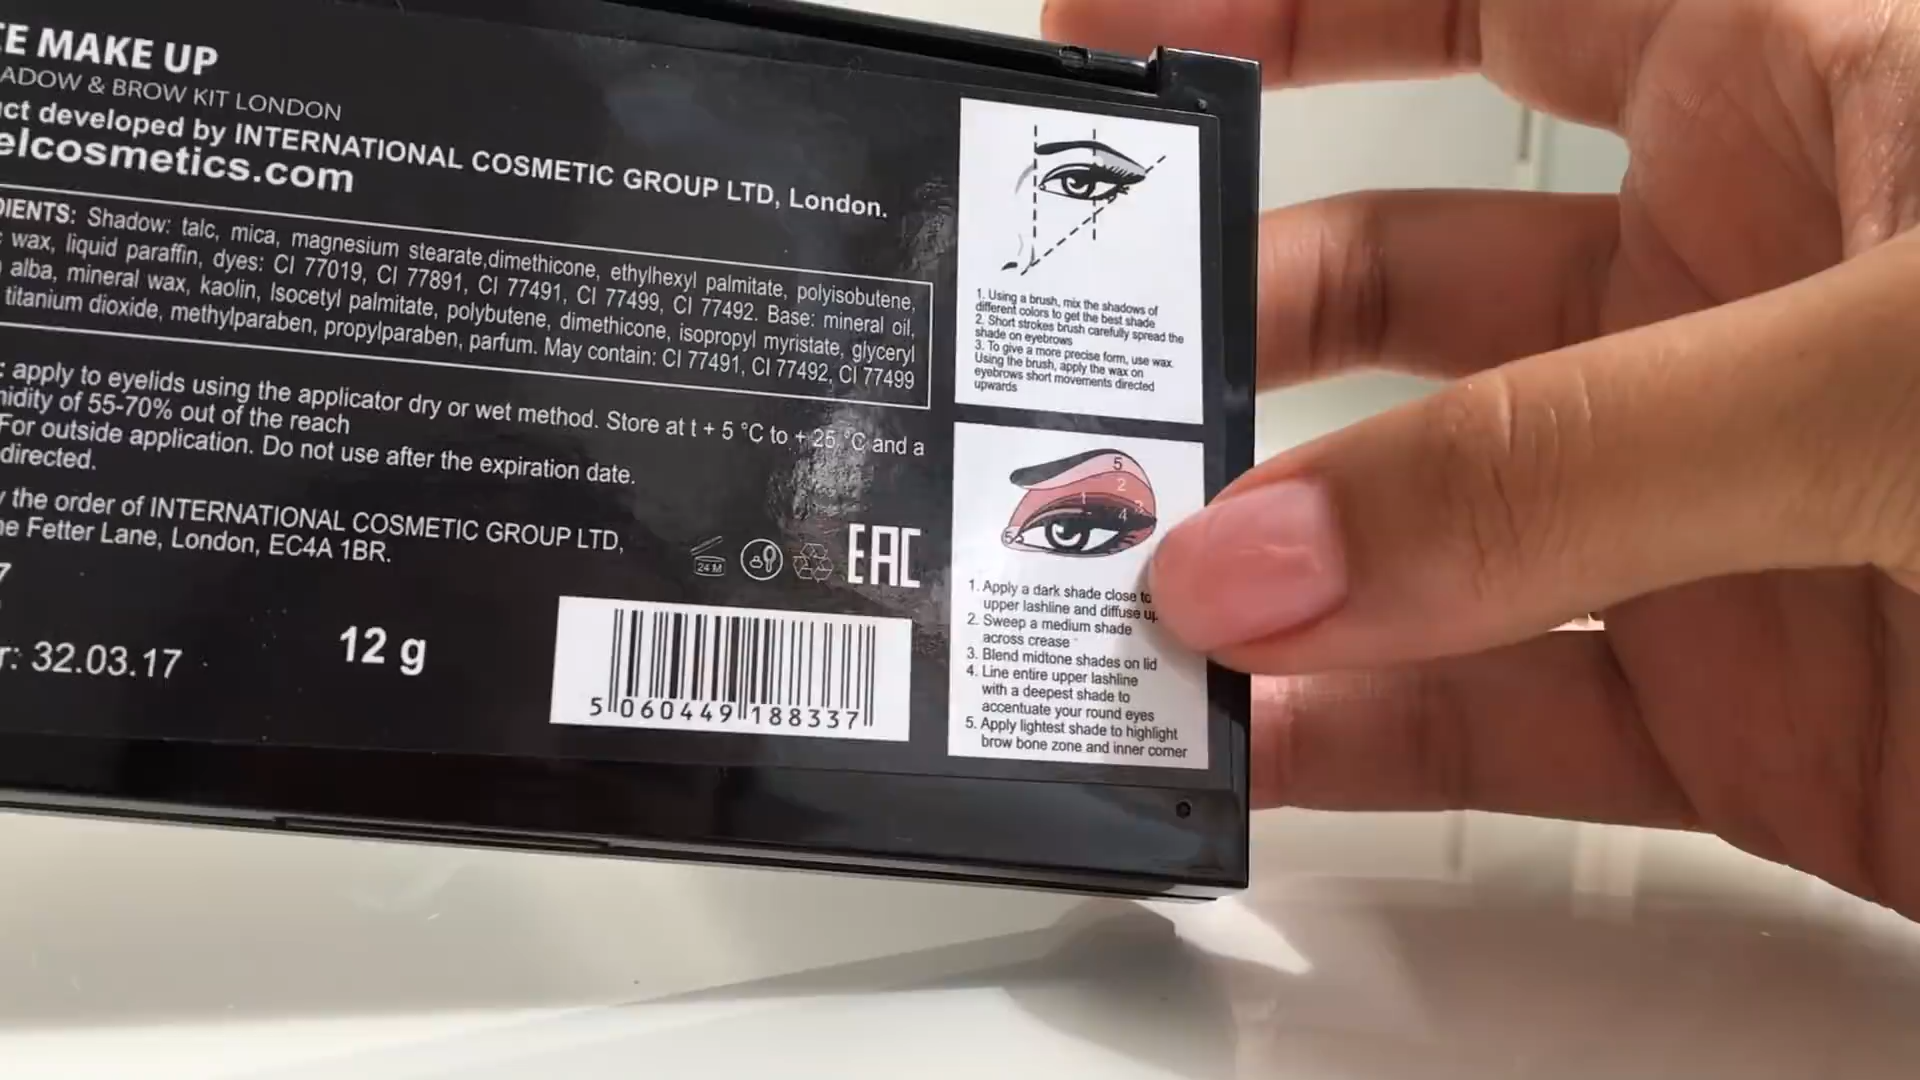 E MAKE UP
ADOW & BROW KIT LONDON
ct developed by INTERNATIONAL COSMETIC GROUP LTD, London.
elcosmetics.com
DIENTS: Shadow: talc, mica, magnesium stearate,dimethicone, ethylhexyl palmitate, polyisobutene,
wax, liquid paraffin, dyes: CI 77019, CI 77891, CI 77491, CI 77499, CI 77492. Base: mineral oil,
alba, mineral wax, kaolin, Isocetyl palmitate, polybutene, dimethicone, isopropyl myristate, glyceryl
titanium dioxide, methylparaben, propylparaben, parfum. May contain: CI 77491, CI 77492, CI 77499
: apply to eyelids using the applicator dry or wet method. Store at t + 5 °C to + 25 °C and a
nidity of 55-70% out of the reach
For outside application. Do not use after the expiration date.
directed.
y the order of INTERNATIONAL COSMETIC GROUP LTD,
ne Fetter Lane, London, EC4A 1BR.
7
r: 32.03.17
12 g
24 M
EAC
5 060449 188337
1. Using a brush, mix the shadows of
different colors to get the best shade
2. Short strokes brush carefully spread the
shade on eyebrows
3. To give a more precise form, use wax.
Using the brush, apply the wax on
eyebrows short movements directed
upwards
5
2
1
3
4
5
1. Apply a dark shade close to
upper lashline and diffuse up
2. Sweep a medium shade
across crease
3. Blend midtone shades on lid
4. Line entire upper lashline
with a deepest shade to
accentuate your round eyes
5. Apply lightest shade to highlight
brow bone zone and inner corner